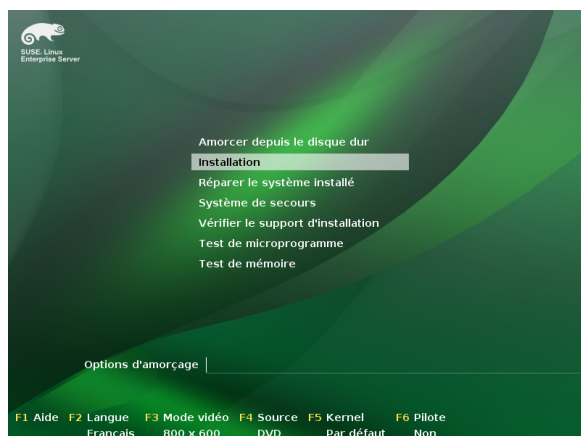 SUSE. Linux
Enterprise Server
Amorcer depuis le disque dur
Installation
Réparer le système installé
Système de secours
Vérifier le support d'installation
Test de microprogramme
Test de mémoire
Options d'amorçage
F1 Aide F2 Langue F3 Mode vidéo F4 Source F5 Kernel F6 Pilote
Français 800 x 600 DVD Par défaut Non